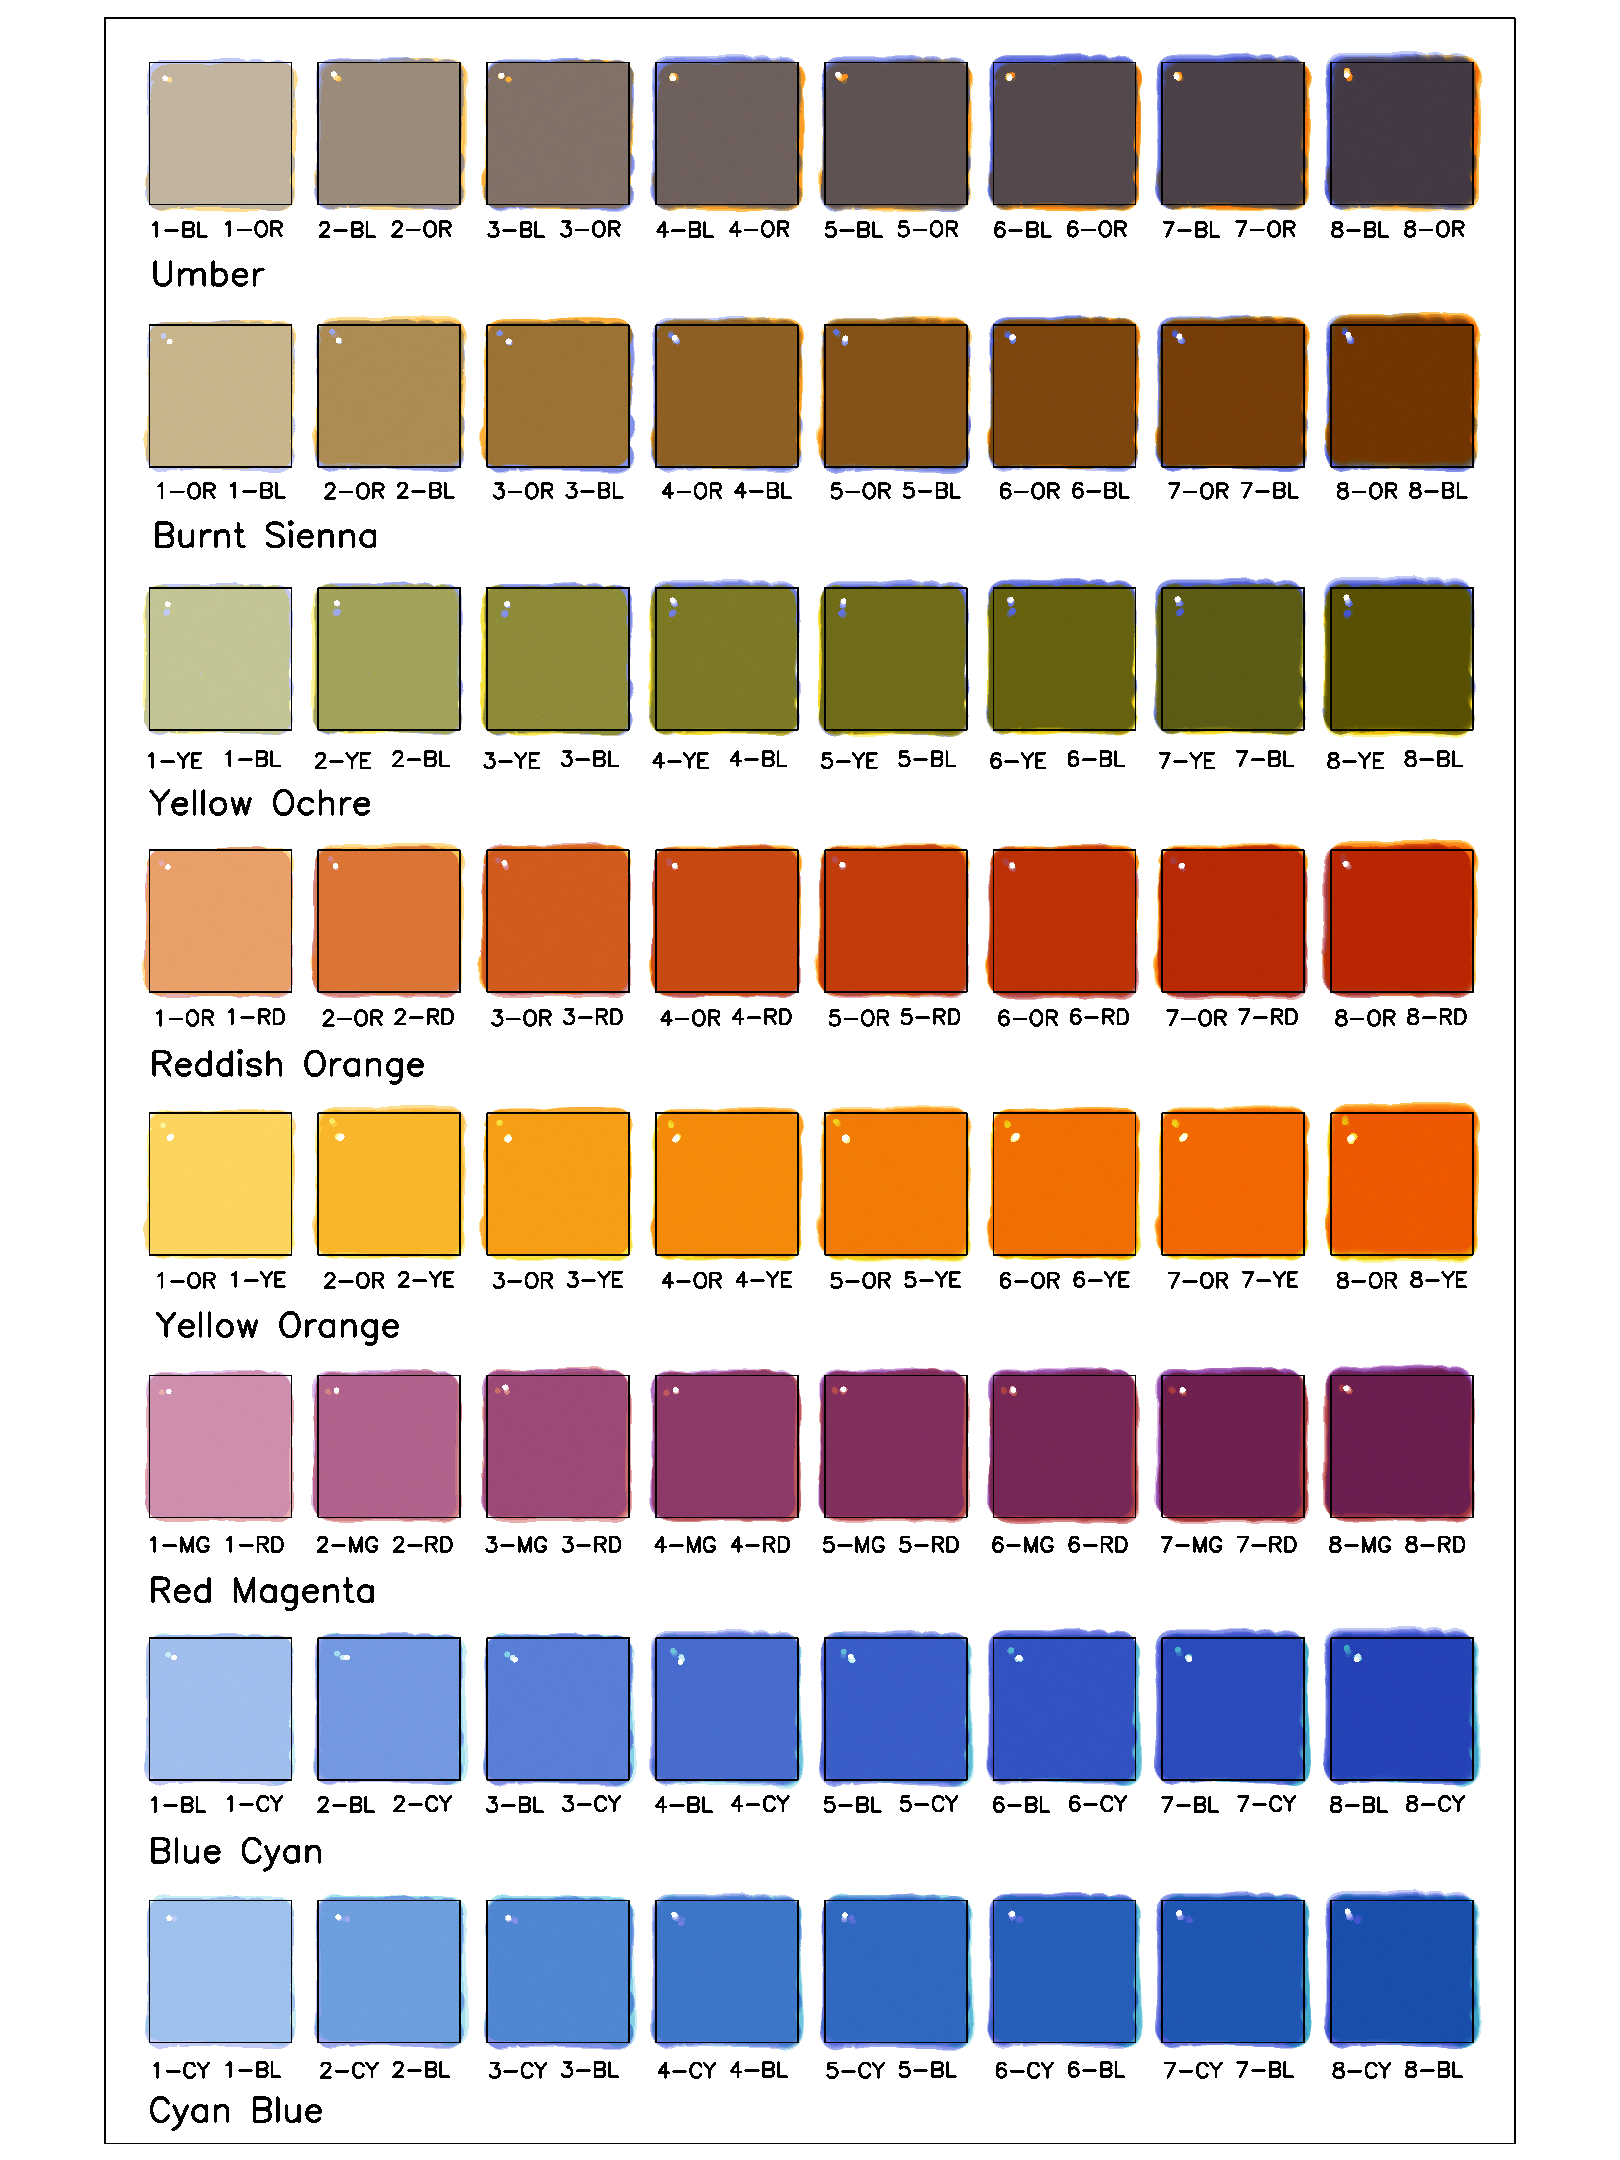 1-BL 1-OR 2-BL 2-OR 3-BL 3-OR 4-BL 4-OR 5-BL 5-OR 6-BL 6-OR 7-BL 7-OR 8-BL 8-OR
Umber
1-OR 1-BL 2-OR 2-BL 3-OR 3-BL 4-OR 4-BL 5-OR 5-BL 6-OR 6-BL 7-OR 7-BL 8-OR 8-BL
Burnt Sienna
1-YE 1-BL 2-YE 2-BL 3-YE 3-BL 4-YE 4-BL 5-YE 5-BL 6-YE 6-BL 7-YE 7-BL 8-YE 8-BL
Yellow Ochre
1-OR 1-RD 2-OR 2-RD 3-OR 3-RD 4-OR 4-RD 5-OR 5-RD 6-OR 6-RD 7-OR 7-RD 8-OR 8-RD
Reddish Orange
1-OR 1-YE 2-OR 2-YE 3-OR 3-YE 4-OR 4-YE 5-OR 5-YE 6-OR 6-YE 7-OR 7-YE 8-OR 8-YE
Yellow Orange
1-MG 1-RD 2-MG 2-RD 3-MG 3-RD 4-MG 4-RD 5-MG 5-RD 6-MG 6-RD 7-MG 7-RD 8-MG 8-RD
Red Magenta
1-BL 1-CY 2-BL 2-CY 3-BL 3-CY 4-BL 4-CY 5-BL 5-CY 6-BL 6-CY 7-BL 7-CY 8-BL 8-CY
Blue Cyan
1-CY 1-BL 2-CY 2-BL 3-CY 3-BL 4-CY 4-BL 5-CY 5-BL 6-CY 6-BL 7-CY 7-BL 8-CY 8-BL
Cyan Blue